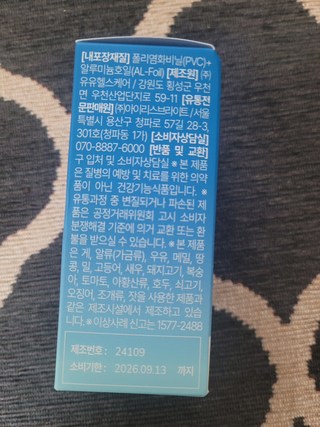 [내포장재질] 폴리염화비닐(PVC)+
알루미늄호일(AL-Foil) [제조원] ㈜
유유헬스케어 / 강원도 횡성군 우천
면 우천산업단지로 59-11 [유통전
문판매원] ㈜아이리스브라이트 / 서울
특별시 용산구 청파로 57길 28-3,
301호(청파동 1가) [소비자상담실]
070-8887-6000 [반품 및 교환]
구입처 및 소비자상담실 ※ 본 제품
은 질병의 예방 및 치료를 위한 의약
품이 아닌 건강기능식품입니다. ※
유통과정 중 변질되거나 파손된 제
품은 공정거래위원회 고시 소비자
분쟁해결 기준에 의거 교환 또는 환
불을 받으실 수 있습니다. ※ 본 제품
은 게, 알류(가금류), 우유, 메밀, 땅
콩, 밀, 고등어, 새우, 돼지고기, 복숭
아, 토마토, 아황산류, 호두, 쇠고기,
오징어, 조개류, 잣을 사용한 제품과
같은 제조시설에서 제조하고 있습
니다. ※ 이상사례 신고는 1577-2488
제조번호: 24109
소비기한: 2026.09.13 까지